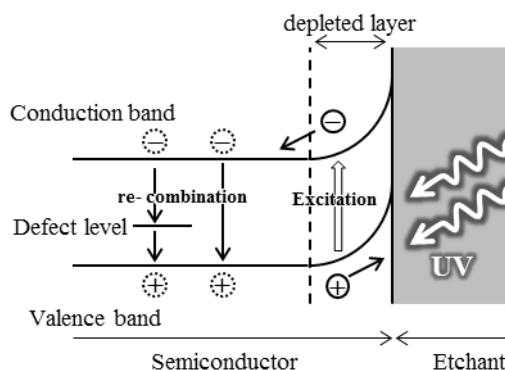 depleted layer
Conduction band
re- combination
Excitation
Defect level
UV
Valence band
Semiconductor
Etchant